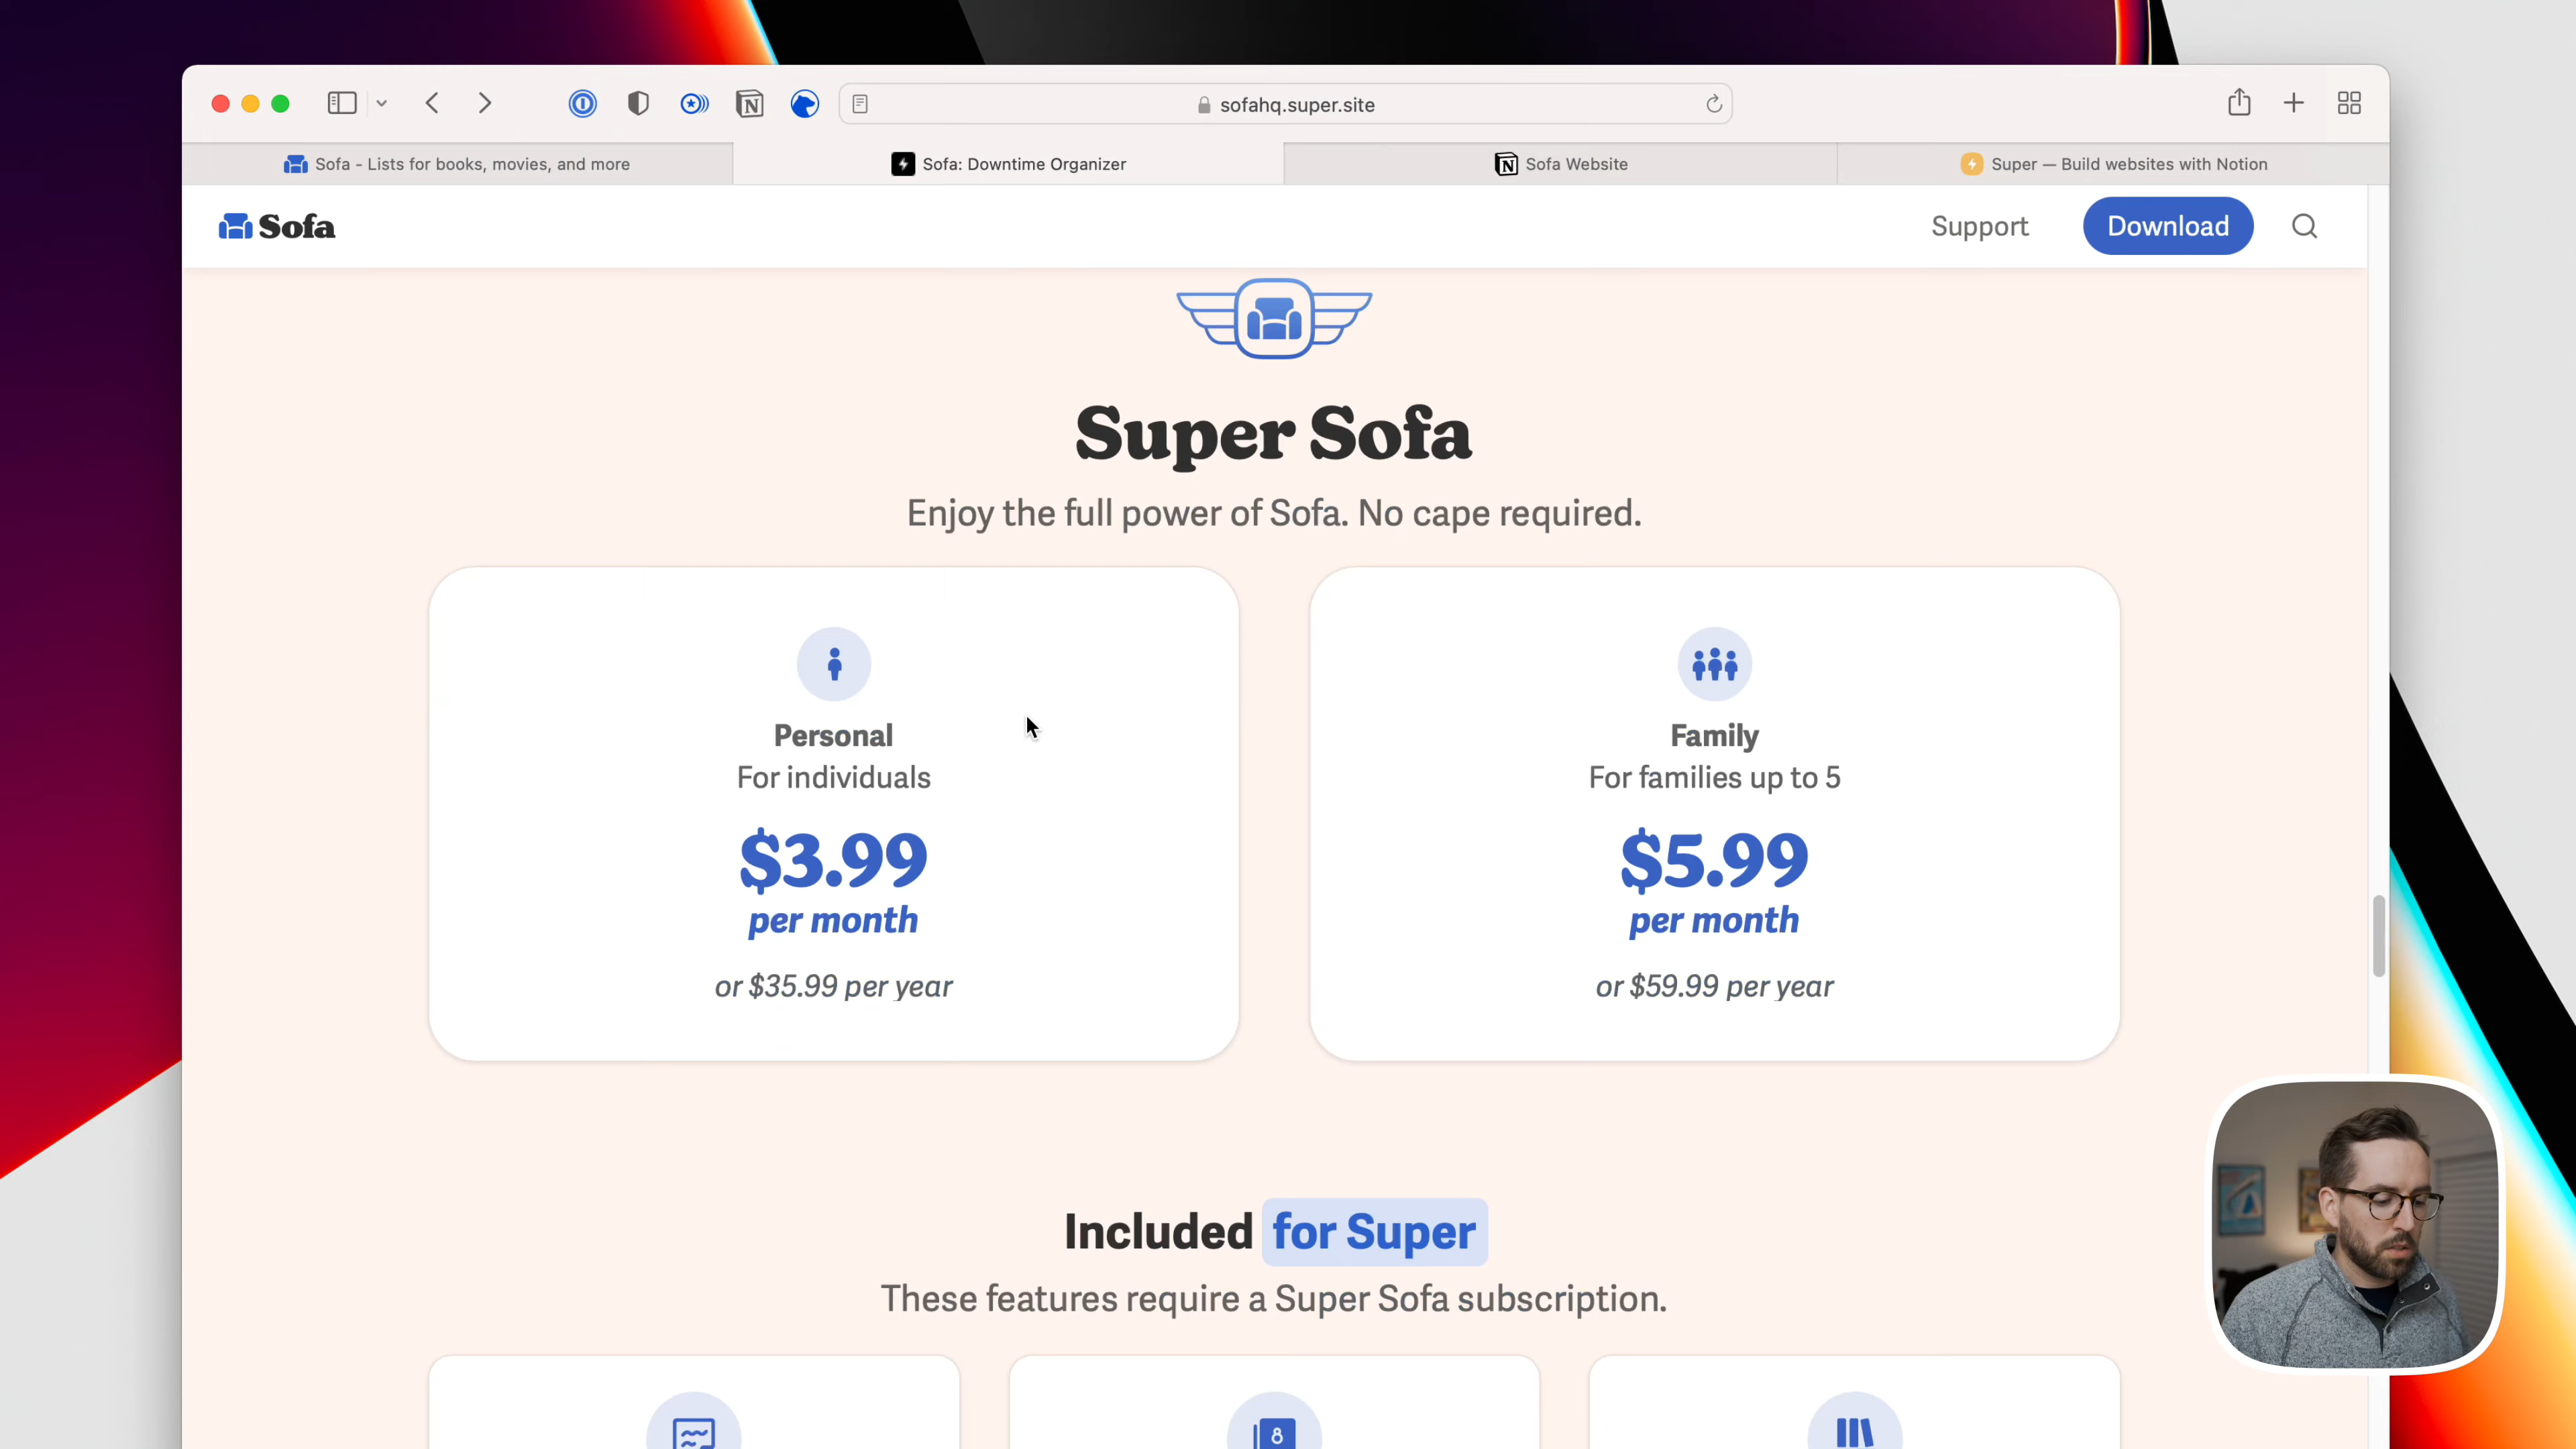 sofahq.super.site
Sofa - Lists for books, movies, and more
Sofa: Downtime Organizer
Sofa Website
Super — Build websites with Notion
Sofa
Support
Download
Super Sofa
Enjoy the full power of Sofa. No cape required.
Personal
For individuals
$3.99
per month
or $35.99 per year
Family
For families up to 5
$5.99
per month
or $59.99 per year
Included for Super
These features require a Super Sofa subscription.
8